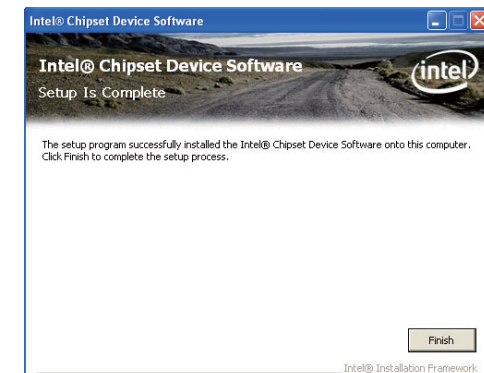 Intel® Chipset Device Software
Intel® Chipset Device Software
Setup Is Complete
intel
The setup program successfully installed the Intel® Chipset Device Software onto this computer.
Click Finish to complete the setup process.
Finish
Intel® Installation Framework